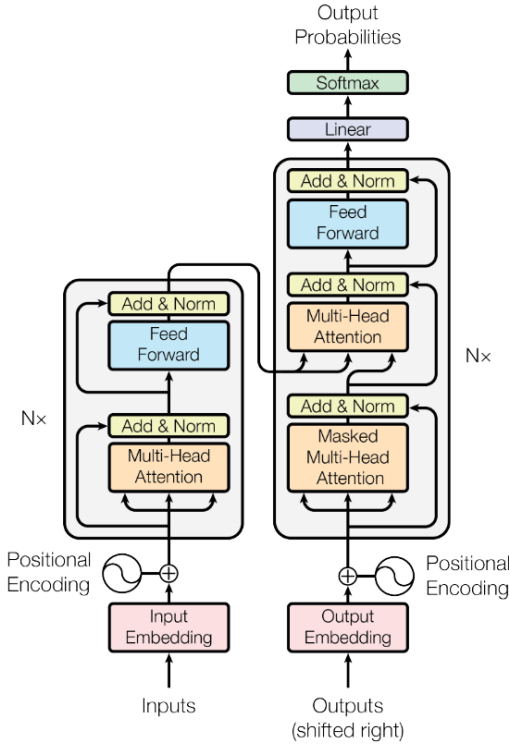 Output
Probabilities
Softmax
Linear
Add & Norm
Feed
Forward
Add & Norm
Multi-Head
Attention
Add & Norm
Masked
Multi-Head
Attention
N×
Add & Norm
Feed
Forward
Add & Norm
Multi-Head
Attention
N×
Positional
Encoding
Positional
Encoding
Input
Embedding
Output
Embedding
Inputs
Outputs
(shifted right)